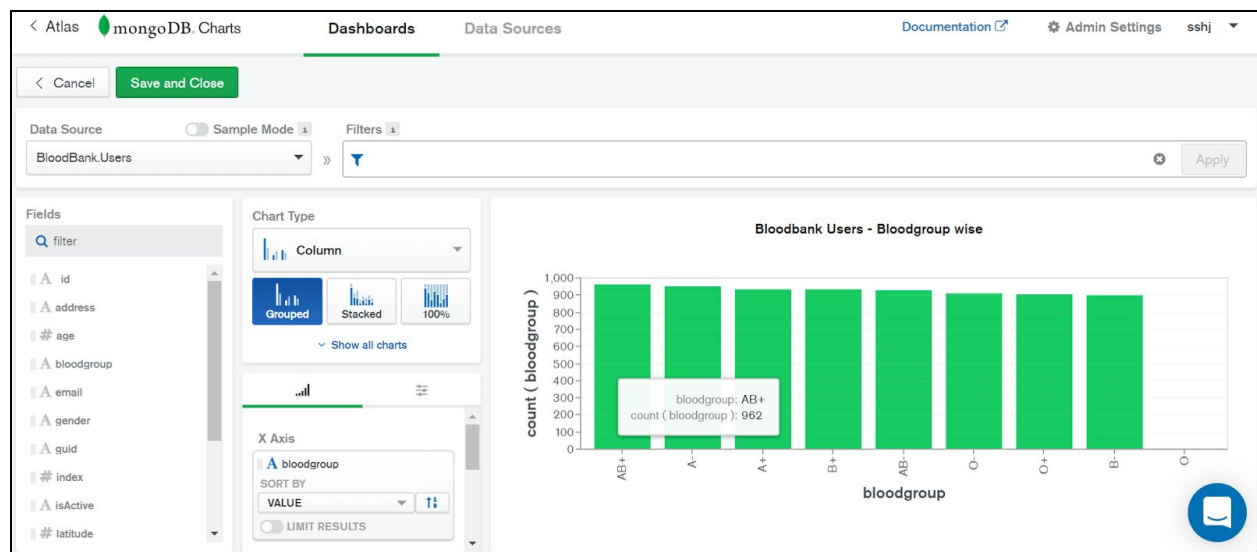 Atlas mongoDB. Charts Dashboards Data Sources Documentation Admin Settings sshj
Cancel Save and Close
Data Source Sample Mode i Filters i
BloodBank.Users » Apply
Fields
filter
A id
A address
# age
A bloodgroup
A email
A gender
A guid
# index
A isActive
# latitude
Chart Type
Column
Grouped Stacked 100%
Show all charts
X Axis
A bloodgroup
SORT BY
VALUE
LIMIT RESULTS
Bloodbank Users - Bloodgroup wise
count ( bloodgroup )
1,000
900
800
700
600
500
400
300
200
100
0
bloodgroup: AB+
count ( bloodgroup ): 962
AB+ A- A+ B+ AB- O- O+ B- O
bloodgroup